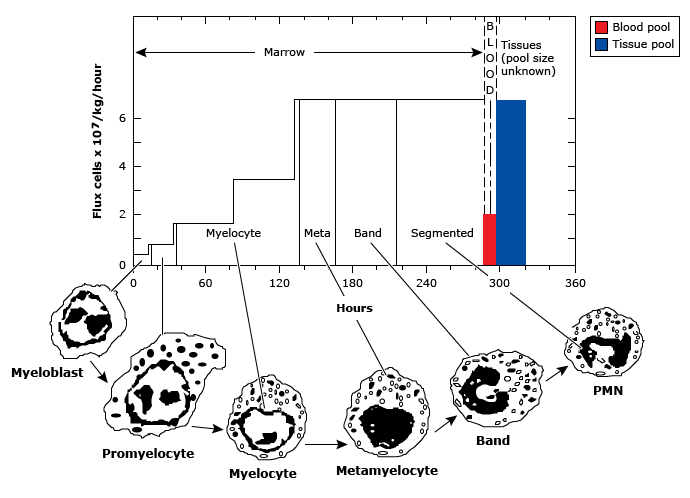 BLOOD
Blood pool
Tissue pool
Marrow
Tissues
(pool size
unknown)
Flux cells x 10⁷/kg/hour
6
4
2
0
Myelocyte
Meta
Band
Segmented
0
60
120
180
240
300
360
Hours
Myeloblast
Promyelocyte
Myelocyte
Metamyelocyte
Band
PMN